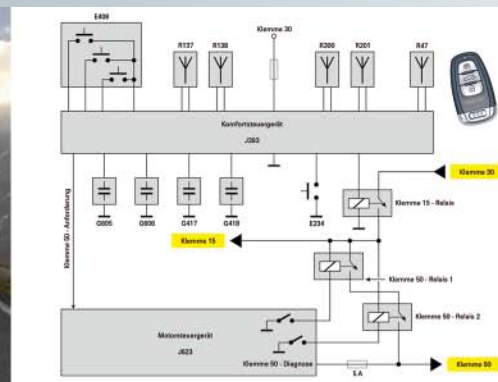 E408
R137
R138
Klemme 30
R200
R201
R47
Komfortsteuergerät
J393
Klemme 30
G605
G606
G417
G418
E234
Klemme 15 - Relais
Klemme 50 - Anforderung
Klemme 15
Klemme 50 - Relais 1
Klemme 50 - Relais 2
Motorsteuergerät
J623
Klemme 50 - Diagnose
5 A
Klemme 50